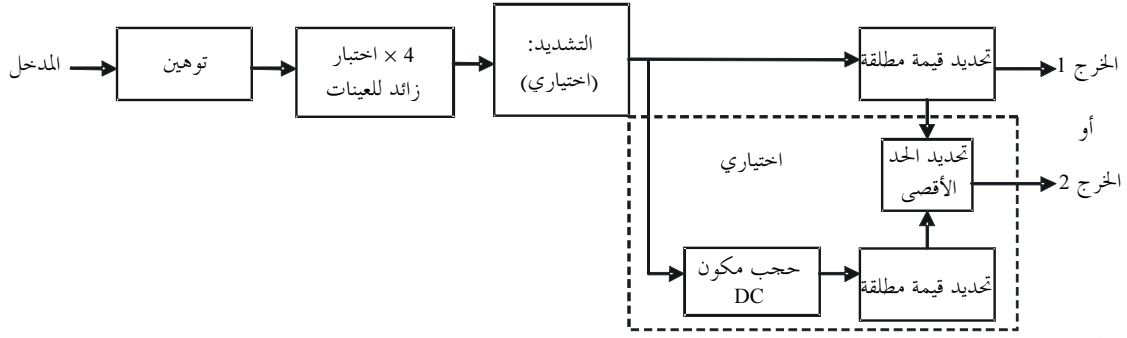 المدخل
توهين
4 × اختبار
زائد للعينات
التشديد:
(اختياري)
تحديد قيمة مطلقة
الخرج 1
أو
الخرج 2
اختياري
تحديد الحد
الأقصى
حجب مكون
DC
تحديد قيمة مطلقة